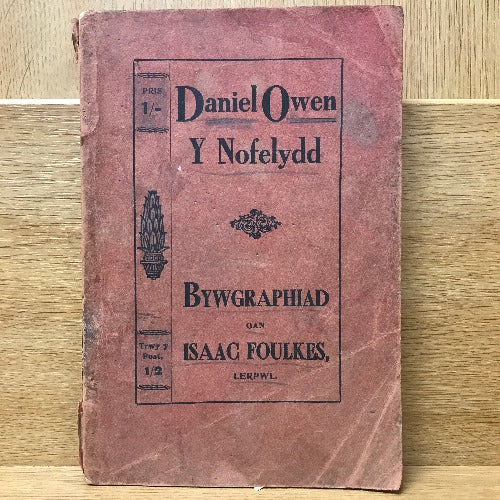 PRIS
1/-
Daniel Owen
Y Nofelydd
BYWGRAPHIAD
GAN
ISAAC FOULKES,
LERPWL.
Trwy y
Post,
1/2